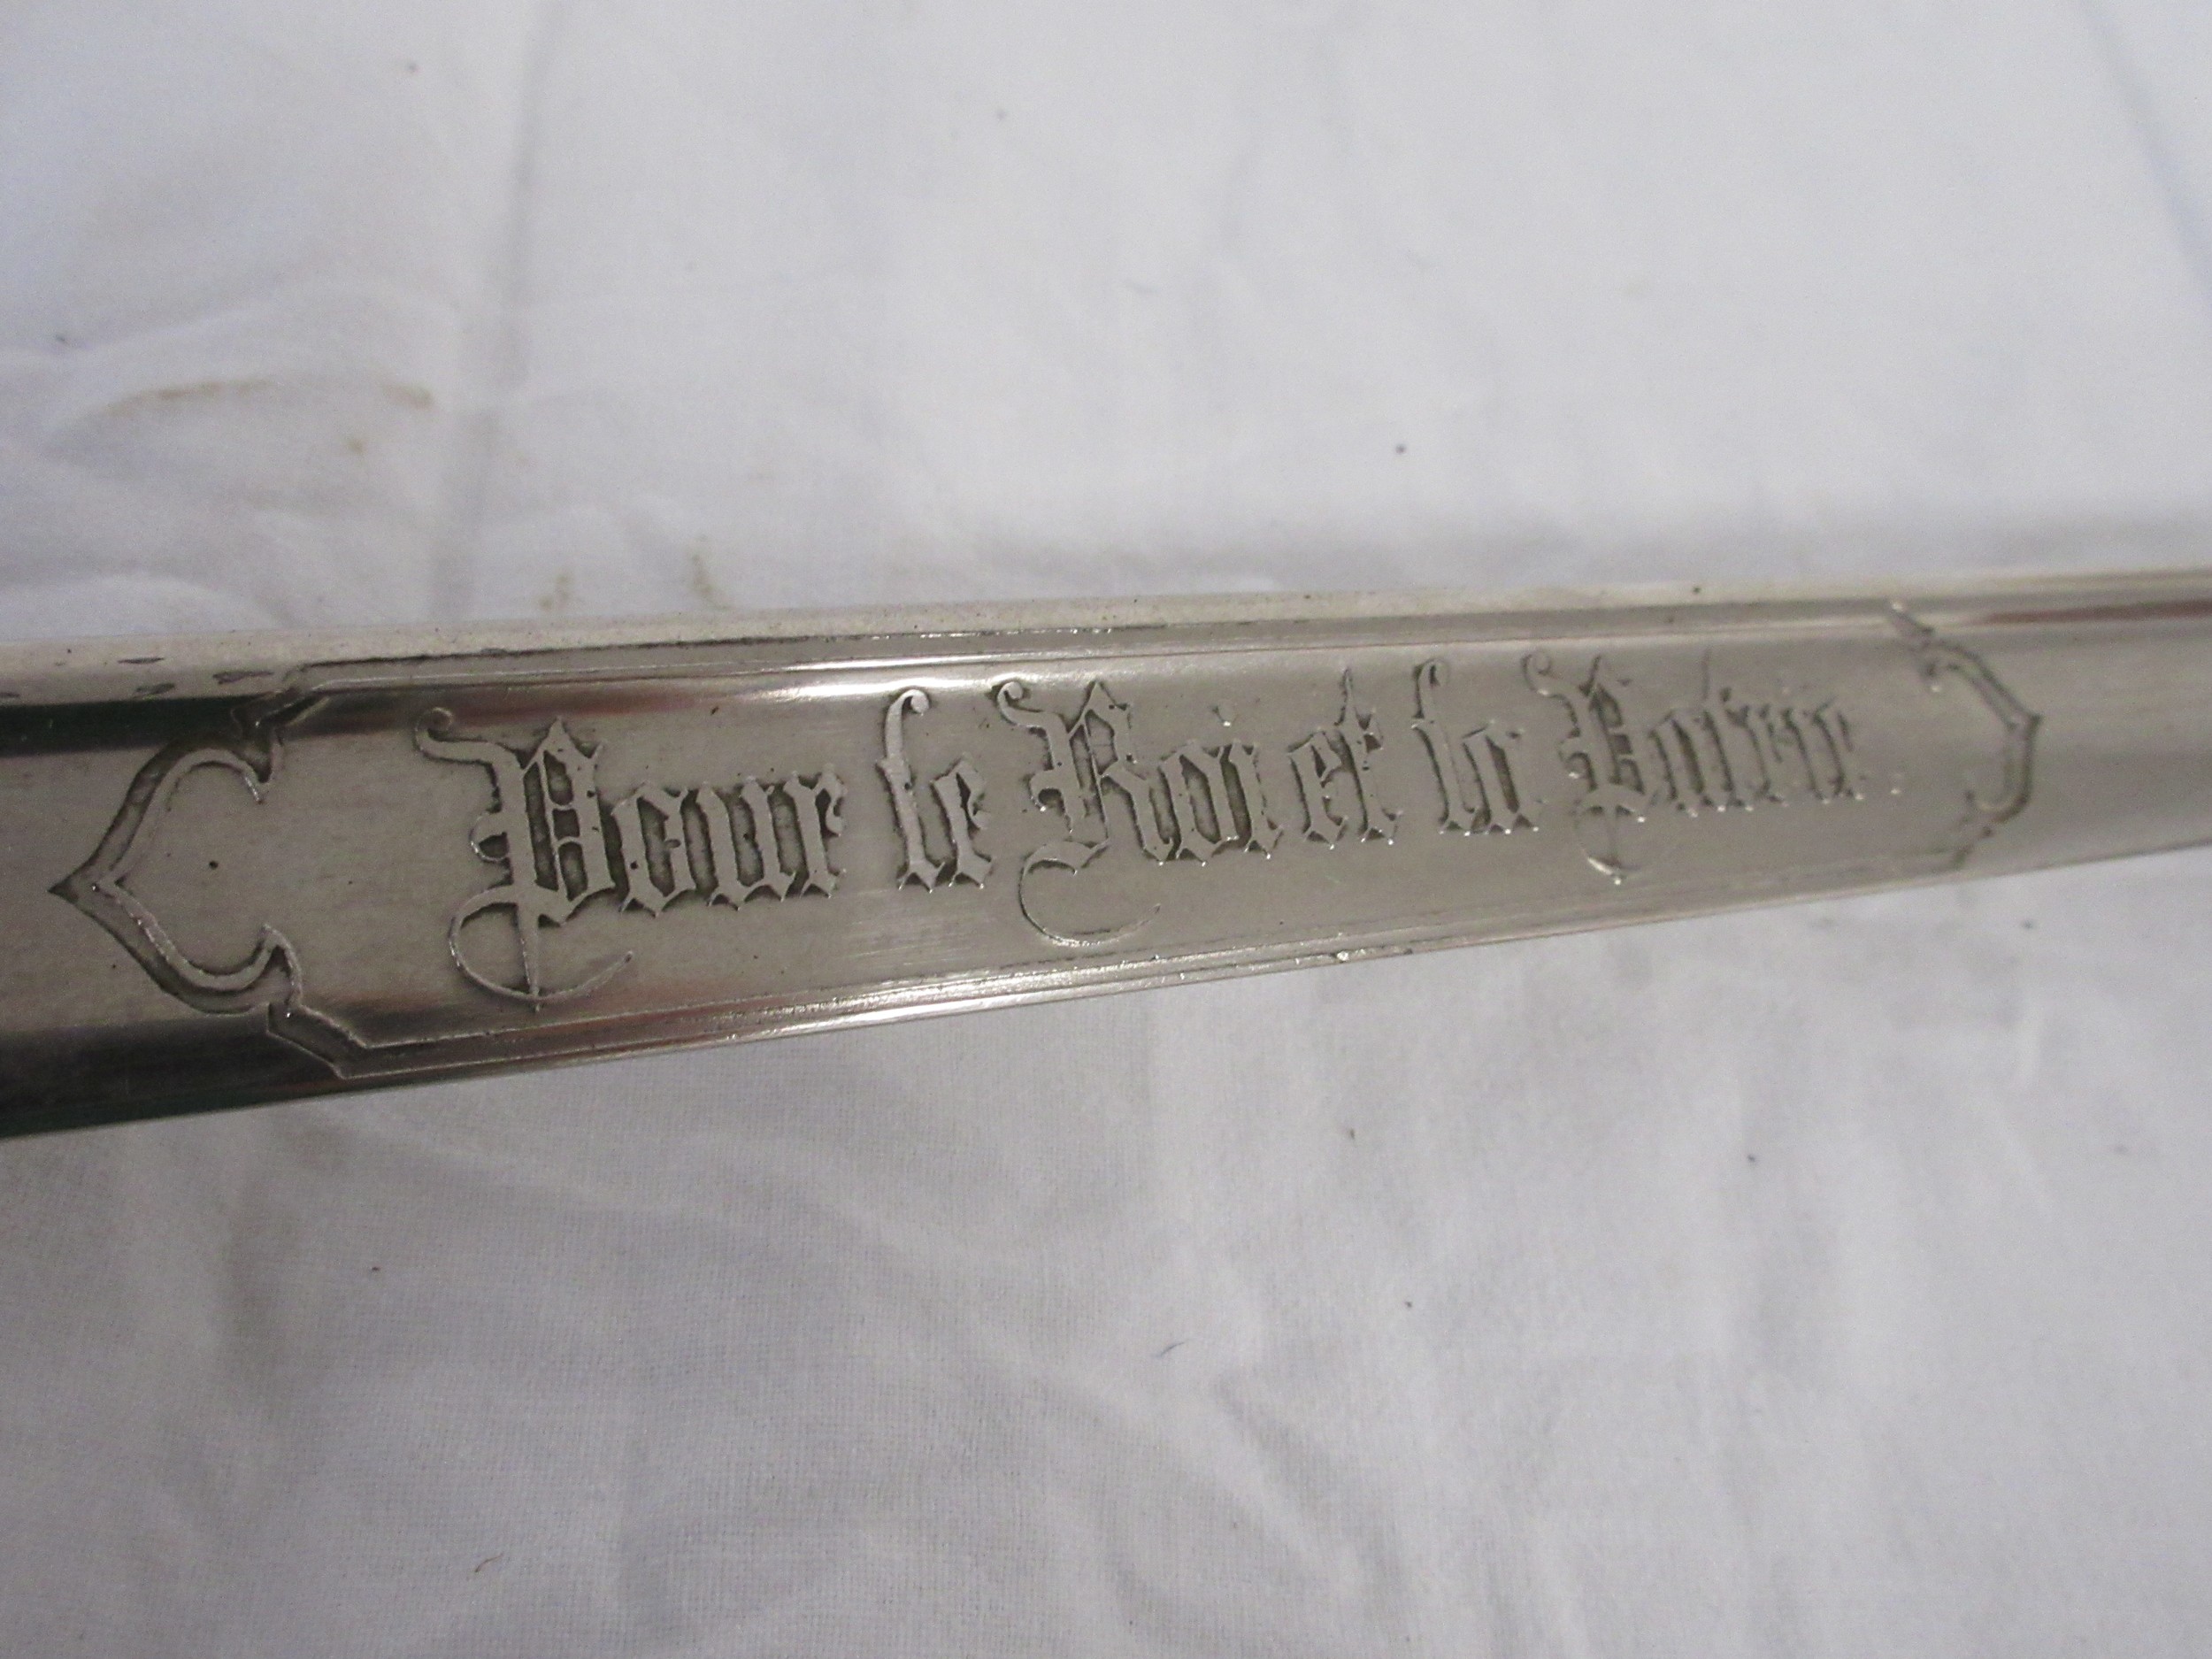 Pour le Roi et la Patrie.